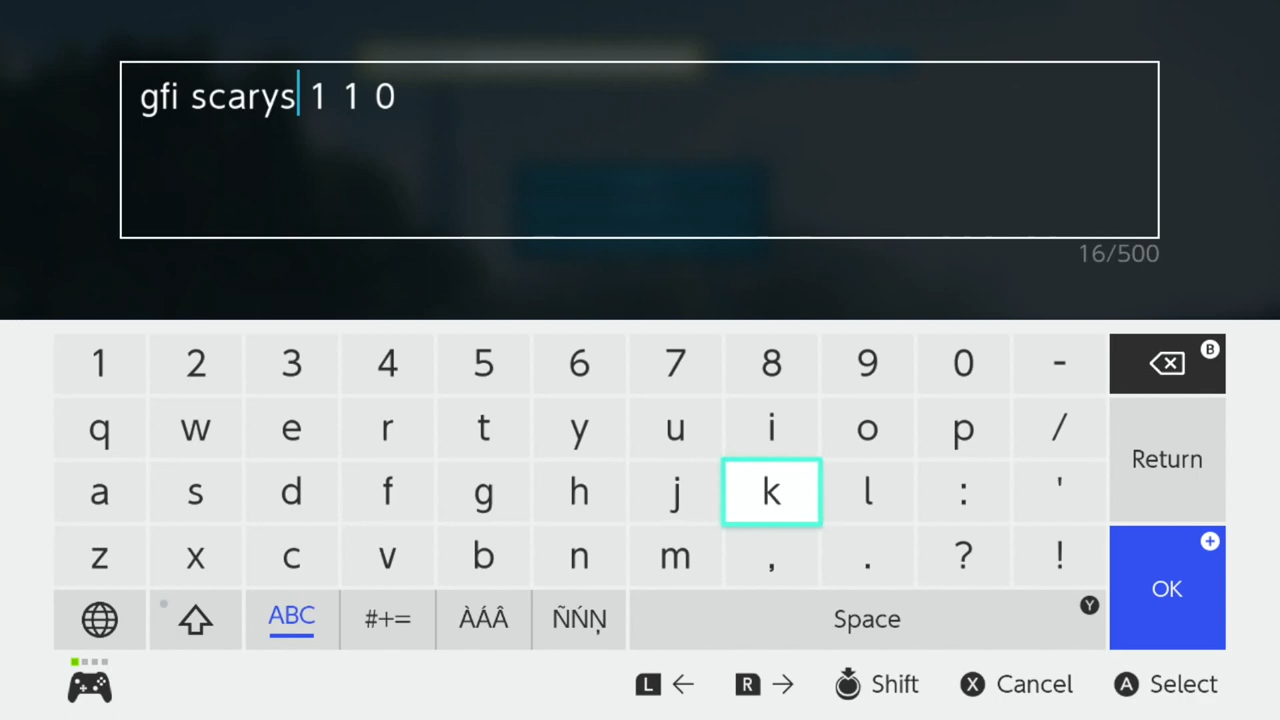 gfi scarys 1 1 0
16/500
1 2 3 4 5 6 7 8 9 0 - B
q w e r t y u i o p / Return
a s d f g h j k l : '
z x c v b n m , . ? ! + OK
ABC #+= ÀÁÂ ÑŃŅ Space Y
L ← R → Shift X Cancel A Select